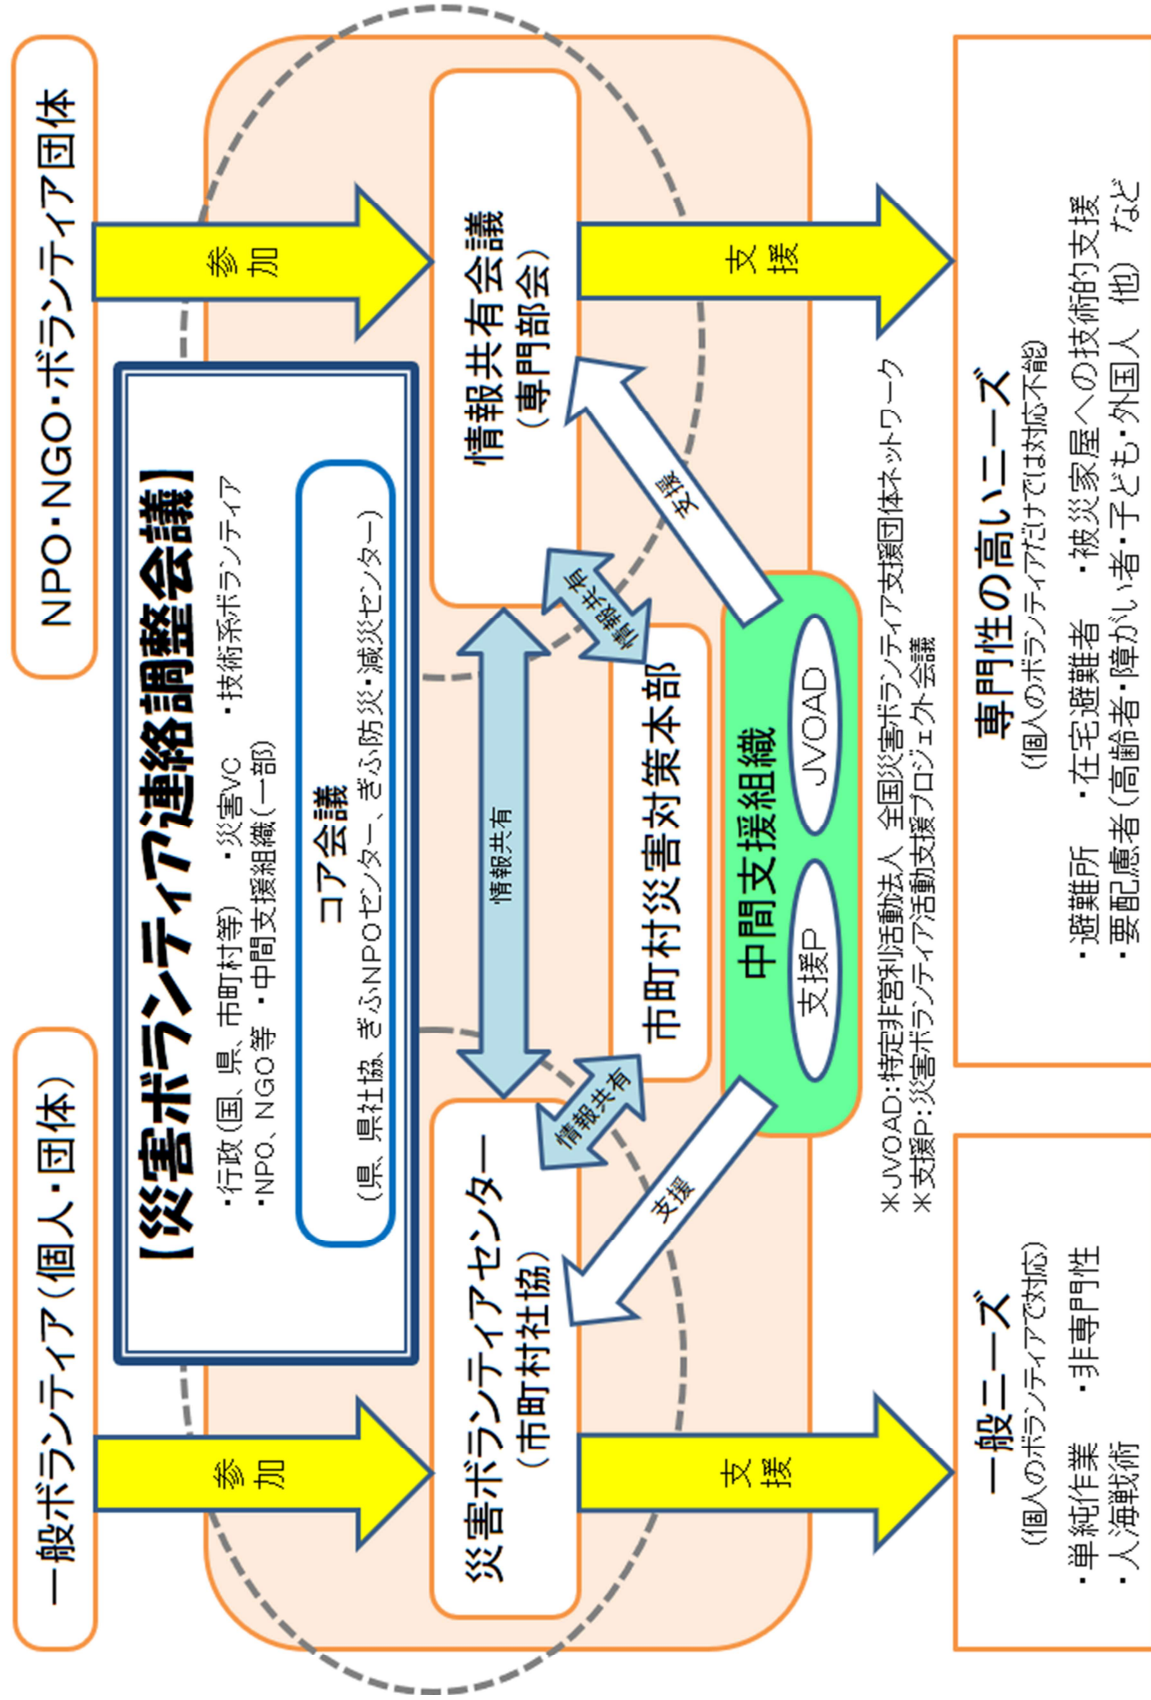 一般ボランティア(個人・団体)
NPO・NGO・ボランティア団体
【災害ボランティア連絡調整会議】
・行政(国、県、市町村等) ・災害VC ・技術系ボランティア
・NPO、NGO等 ・中間支援組織(一部)
コア会議
(県、県社協、ぎふNPOセンター、ぎふ防災・減災センター)
参加
参加
災害ボランティアセンター
(市町村社協)
情報共有
情報共有会議
(専門部会)
情報共有
情報共有
市町村災害対策本部
支援
支援
中間支援組織
支援P
JVOAD
支援
支援
※JVOAD:特定非営利活動法人 全国災害ボランティア支援団体ネットワーク
※支援P:災害ボランティア活動支援プロジェクト会議
一般ニーズ
(個人のボランティアで対応)
・単純作業 ・非専門性
・人海戦術
専門性の高いニーズ
(個人のボランティアだけでは対応不能)
・避難所 ・在宅避難者 ・被災家屋への技術的支援
・要配慮者(高齢者・障がい者・子ども・外国人 他) など